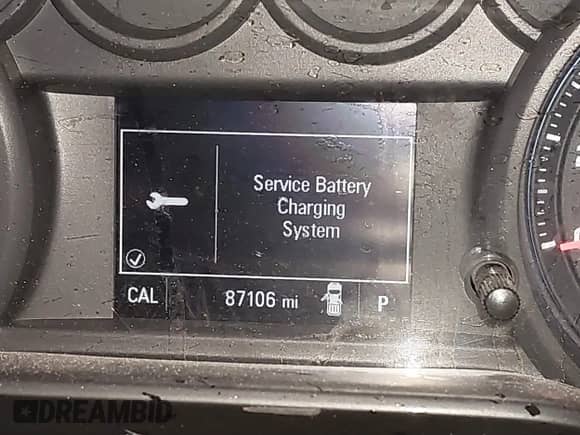 Service Battery
Charging
System
CAL 87106 mi P
DREAMBID